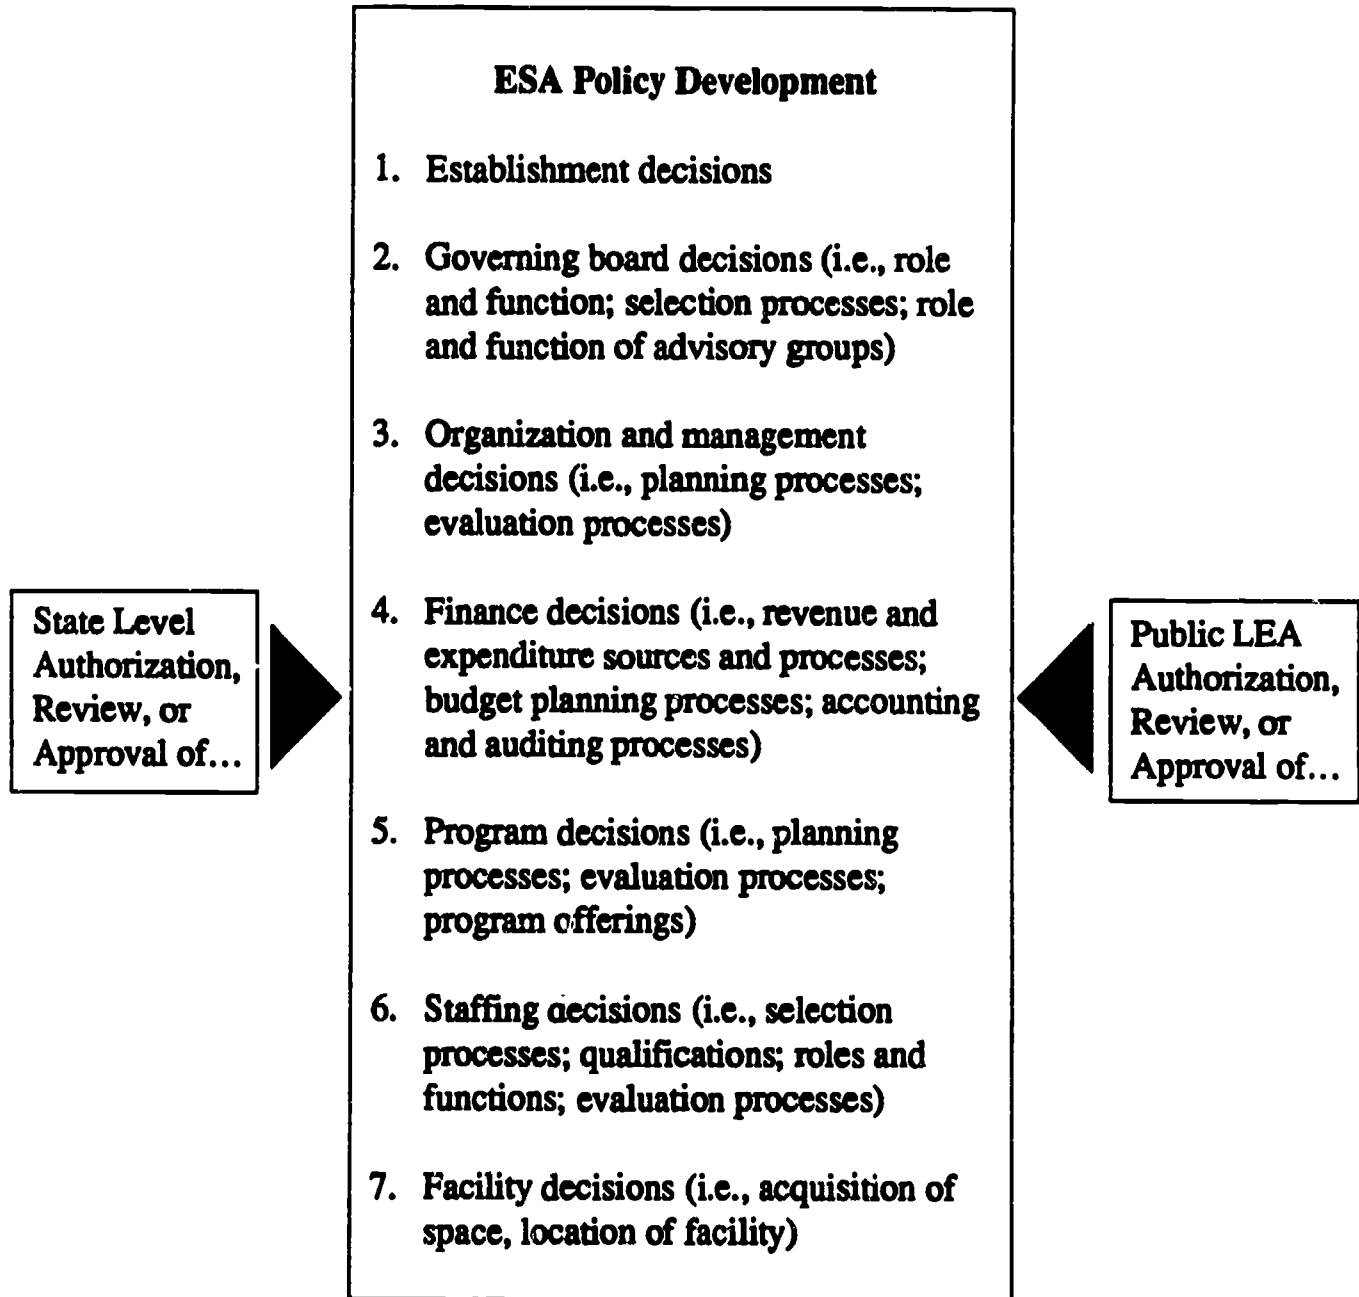 ESA Policy Development
1. Establishment decisions
2. Governing board decisions (i.e., role
and function; selection processes; role
and function of advisory groups)
3. Organization and management
decisions (i.e., planning processes;
evaluation processes)
4. Finance decisions (i.e., revenue and
expenditure sources and processes;
budget planning processes; accounting
and auditing processes)
5. Program decisions (i.e., planning
processes; evaluation processes;
program offerings)
6. Staffing decisions (i.e., selection
processes; qualifications; roles and
functions; evaluation processes)
7. Facility decisions (i.e., acquisition of
space, location of facility)
State Level
Authorization,
Review, or
Approval of...
Public LEA
Authorization,
Review, or
Approval of...